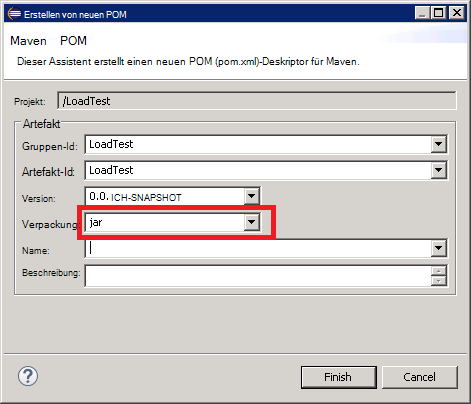 Erstellen von neuen POM
Maven POM
Dieser Assistent erstellt einen neuen POM (pom.xml)-Deskriptor für Maven.
Projekt: /LoadTest
Artefakt
Gruppen-Id: LoadTest
Artefakt-Id: LoadTest
Version: 0.0. ICH-SNAPSHOT
Verpackung: jar
Name:
Beschreibung:
? Finish Cancel